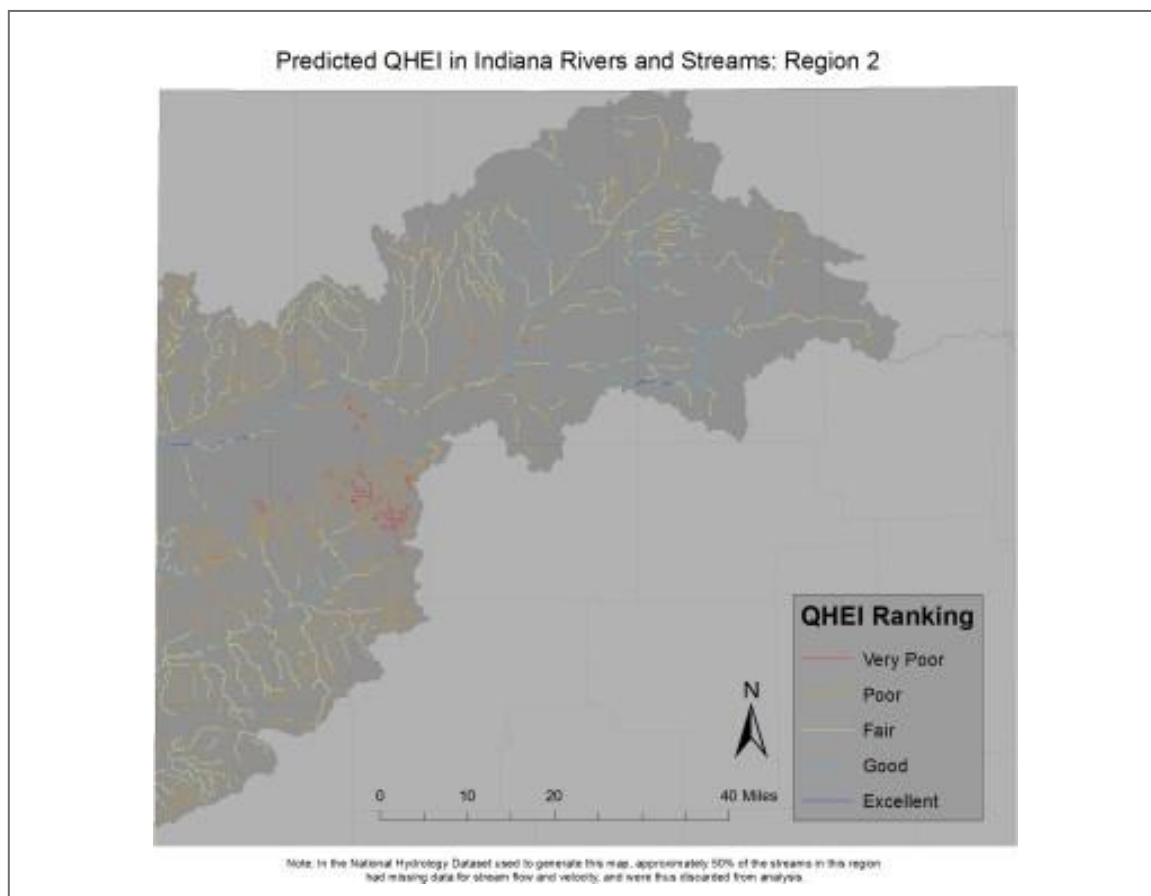 Predicted QHEI in Indiana Rivers and Streams: Region 2
QHEI Ranking
Very Poor
Poor
Fair
Good
Excellent
N
0 10 20 40 Miles
Note: In the National Hydrology Dataset used to generate this map, approximately 50% of the streams in this region
had missing data for stream flow and velocity, and were thus discarded from analysis.